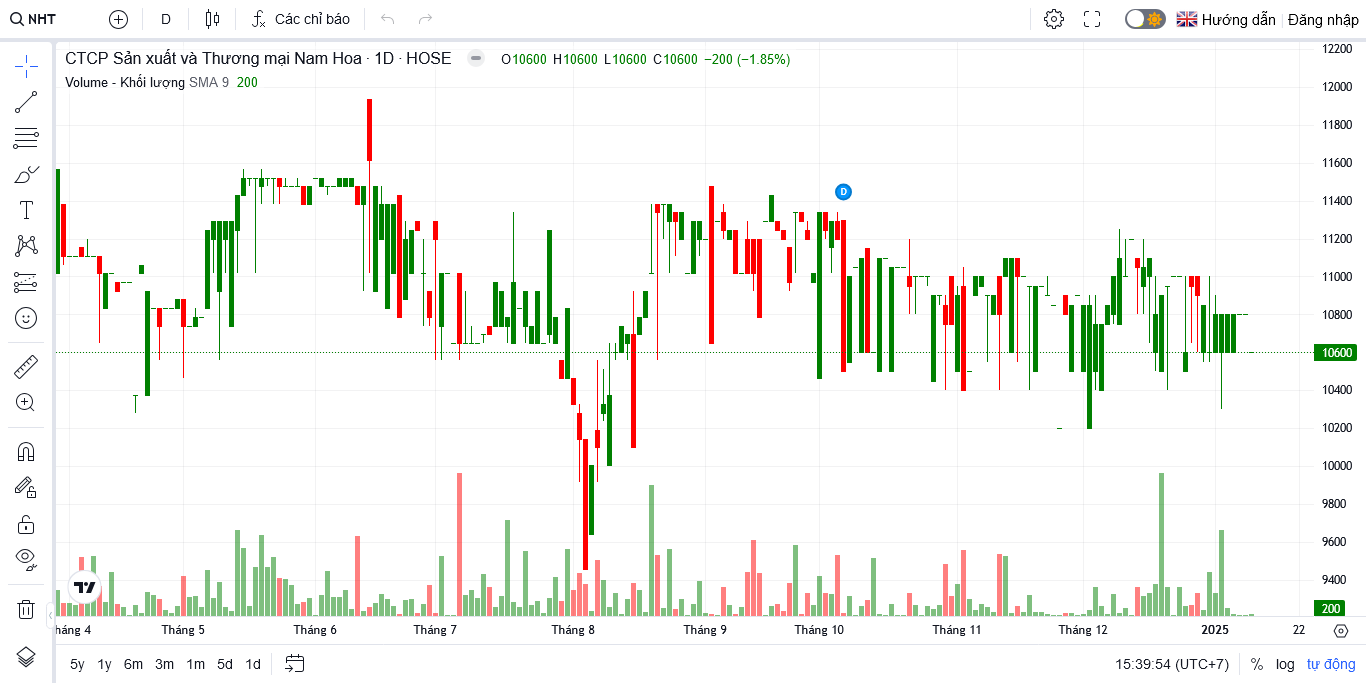 NHT D Các chỉ báo Hướng dẫn Đăng nhập
CTCP Sản xuất và Thương mại Nam Hoa · 1D · HOSE O10600 H10600 L10600 C10600 −200 (−1.85%)
Volume - Khối lượng SMA 9 200
D
12200
12000
11800
11600
11400
11200
11000
10800
10600
10400
10200
10000
9800
9600
9400
200
háng 4 Tháng 5 Tháng 6 Tháng 7 Tháng 8 Tháng 9 Tháng 10 Tháng 11 Tháng 12 2025 22
5y 1y 6m 3m 1m 5d 1d 15:39:54 (UTC+7) % log tự động